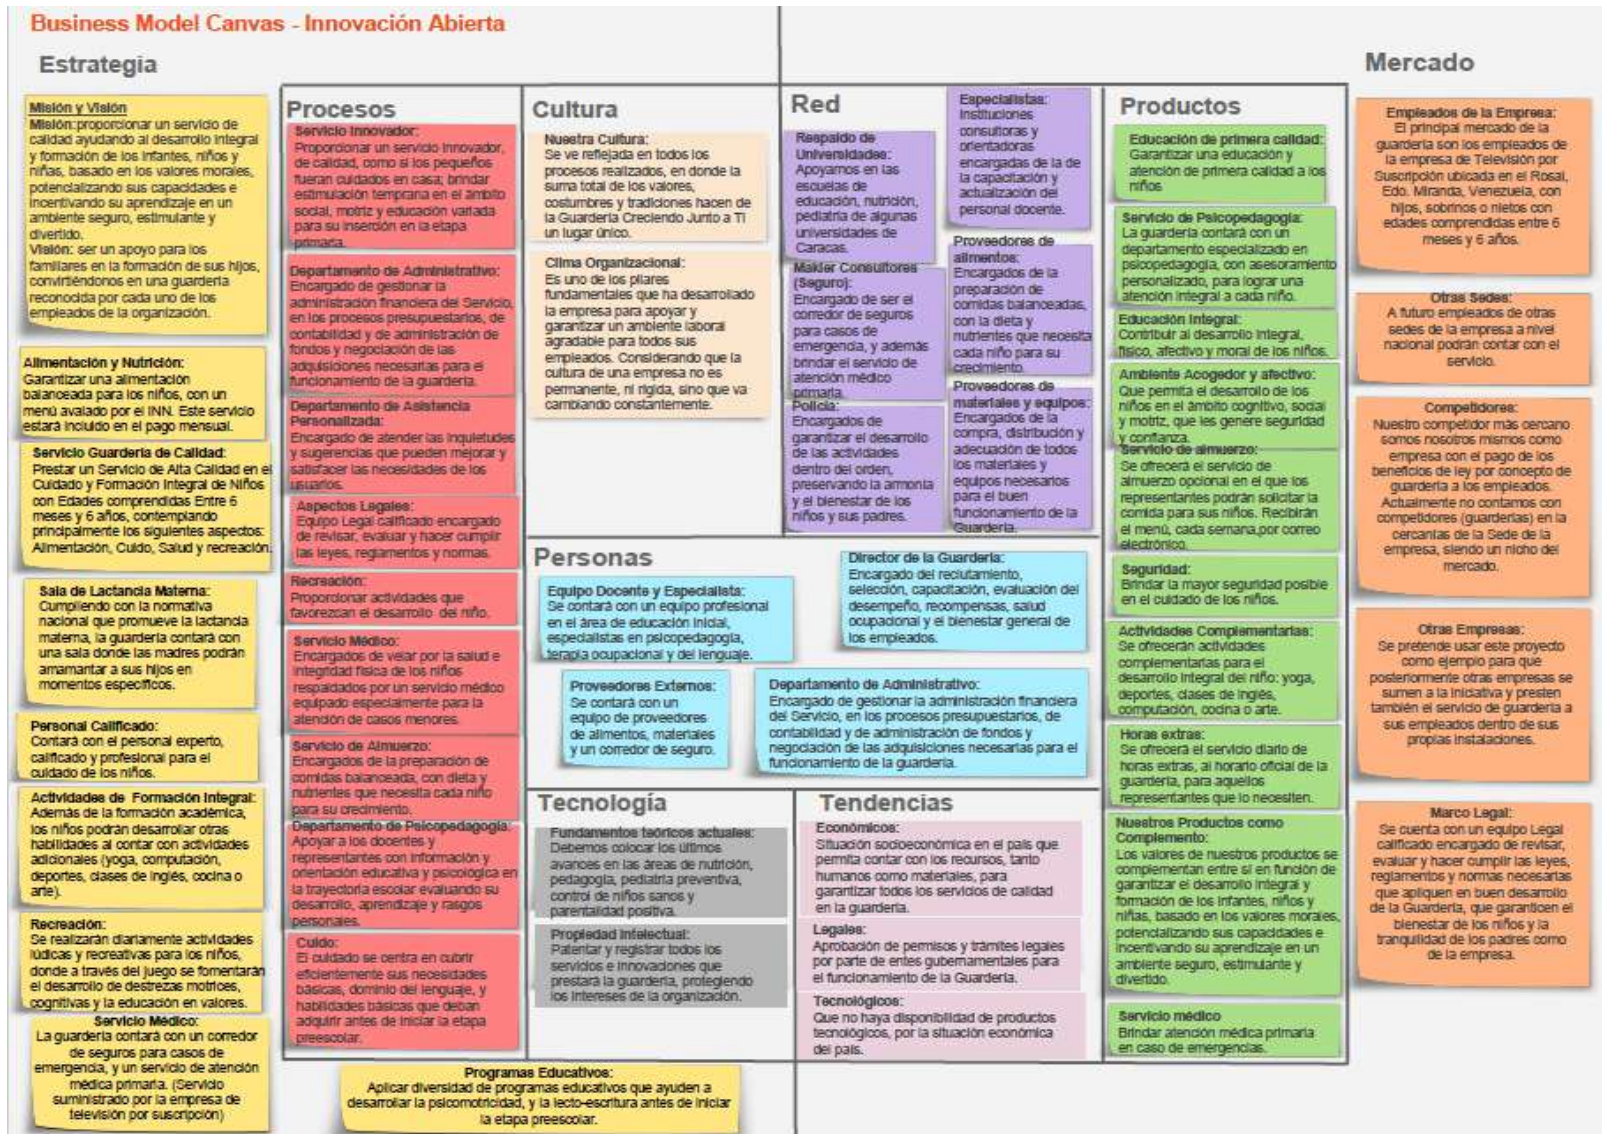 Business Model Canvas - Innovación Abierta
Estrategia
Misión y Visión
Misión:proporcionar un servicio de
calidad ayudando al desarrollo integral
y formación de los infantes, niños y
niñas, basado en los valores morales,
potencializando sus capacidades e
incentivando su aprendizaje en un
ambiente seguro, estimulante y
divertido.
Visión: ser un apoyo para los
familiares en la formación de sus hijos,
convirtiéndonos en una guardería
reconocida por cada uno de los
empleados de la organización.
Alimentación y Nutrición:
Garantizar una alimentación
balanceada para los niños, con un
menú avalado por el INN. Este servicio
estará incluido en el pago mensual.
Servicio Guardería de Calidad:
Prestar un Servicio de Alta Calidad en el
Cuidado y Formación Integral de Niños
con Edades comprendidas Entre 6
meses y 6 años, contemplando
principalmente los siguientes aspectos:
Alimentación, Cuido, Salud y recreación.
Sala de Lactancia Materna:
Cumpliendo con la normativa
nacional que promueve la lactancia
materna, la guardería contará con
una sala donde las madres podrán
amamantar a sus hijos en
momentos específicos.
Personal Calificado:
Contará con el personal experto,
calificado y profesional para el
cuidado de los niños.
Actividades de Formación Integral:
Además de la formación académica,
los niños podrán desarrollar otras
habilidades al contar con actividades
adicionales (yoga, computación,
deportes, clases de inglés, cocina o
arte).
Recreación:
Se realizarán diariamente actividades
lúdicas y recreativas para los niños,
donde a través del juego se fomentarán
el desarrollo de destrezas motrices,
cognitivas y la educación en valores.
Servicio Médico:
La guardería contará con un corredor
de seguros para casos de
emergencia, y un servicio de atención
médica primaria. (Servicio
suministrado por la empresa de
televisión por suscripción)
Procesos
Servicio Innovador:
Proporcionar un servicio innovador,
de calidad, como si los pequeños
fueran cuidados en casa; brindar
estimulación temprana en el ámbito
social, motriz y educación variada
para su inserción en la etapa
primaria.
Departamento de Administrativo:
Encargado de gestionar la
administración financiera del Servicio,
en los procesos presupuestarios, de
contabilidad y de administración de
fondos y negociación de las
adquisiciones necesarias para el
funcionamiento de la guardería.
Departamento de Asistencia
Personalizada:
Encargado de atender las inquietudes
y sugerencias que pueden mejorar y
satisfacer las necesidades de los
usuarios.
Aspectos Legales:
Equipo Legal calificado encargado
de revisar, evaluar y hacer cumplir
las leyes, reglamentos y normas.
Recreación:
Proporcionar actividades que
favorezcan el desarrollo del niño.
Servicio Médico:
Encargados de velar por la salud e
integridad física de los niños
respaldados por un servicio médico
equipado especialmente para la
atención de casos menores.
Servicio de Almuerzo:
Encargados de la preparación de
comidas balanceada, con dieta y
nutrientes que necesita cada niño
para su crecimiento.
Departamento de Psicopedagogía:
Apoyar a los docentes y
representantes con información y
orientación educativa y psicológica en
la trayectoria escolar evaluando su
desarrollo, aprendizaje y rasgos
personales.
Cuido:
El cuidado se centra en cubrir
eficientemente sus necesidades
básicas, dominio del lenguaje, y
habilidades básicas que deban
adquirir antes de iniciar la etapa
preescolar.
Programas Educativos:
Aplicar diversidad de programas educativos que ayuden a
desarrollar la psicomotricidad, y la lecto-escritura antes de iniciar
la etapa preescolar.
Cultura
Nuestra Cultura:
Se ve reflejada en todos los
procesos realizados, en donde la
suma total de los valores,
costumbres y tradiciones hacen de
la Guardería Creciendo Junto a Ti
un lugar único.
Clima Organizacional:
Es uno de los pilares
fundamentales que ha desarrollado
la empresa para apoyar y
garantizar un ambiente laboral
agradable para todos sus
empleados. Considerando que la
cultura de una empresa no es
permanente, ni rígida, sino que va
cambiando constantemente.
Red
Respaldo de
Universidades:
Apoyarnos en las
escuelas de
educación, nutrición,
pediatría de algunas
universidades de
Caracas.
Makler Consultores
(Seguro):
Encargado de ser el
corredor de seguros
para casos de
emergencia, y además
brindar el servicio de
atención médico
primaria.
Policía:
Encargados de
garantizar el desarrollo
de las actividades
dentro del orden,
preservando la armonía
y el bienestar de los
niños y sus padres.
Especialistas:
Instituciones
consultoras y
orientadoras
encargadas de la de
la capacitación y
actualización del
personal docente.
Proveedores de
alimentos:
Encargados de la
preparación de
comidas balanceadas,
con la dieta y
nutrientes que necesita
cada niño para su
crecimiento.
Proveedores de
materiales y equipos:
Encargados de la
compra, distribución y
adecuación de todos
los materiales y
equipos necesarios
para el buen
funcionamiento de la
Guardería.
Personas
Equipo Docente y Especialista:
Se contará con un equipo profesional
en el área de educación inicial,
especialistas en psicopedagogía,
terapia ocupacional y del lenguaje.
Director de la Guardería:
Encargado del reclutamiento,
selección, capacitación, evaluación del
desempeño, recompensas, salud
ocupacional y el bienestar general de
los empleados.
Proveedores Externos:
Se contará con un
equipo de proveedores
de alimentos, materiales
y un corredor de seguro.
Departamento de Administrativo:
Encargado de gestionar la administración financiera
del Servicio, en los procesos presupuestarios, de
contabilidad y de administración de fondos y
negociación de las adquisiciones necesarias para el
funcionamiento de la guardería.
Tecnología
Fundamentos teóricos actuales:
Debemos colocar los últimos
avances en las áreas de nutrición,
pedagogía, pediatría preventiva,
control de niños sanos y
parentalidad positiva.
Propiedad Intelectual:
Patentar y registrar todos los
servicios e innovaciones que
prestará la guardería, protegiendo
los intereses de la organización.
Tendencias
Económicos:
Situación socioeconómica en el país que
permita contar con los recursos, tanto
humanos como materiales, para
garantizar todos los servicios de calidad
en la guardería.
Legales:
Aprobación de permisos y trámites legales
por parte de entes gubernamentales para
el funcionamiento de la Guardería.
Tecnológicos:
Que no haya disponibilidad de productos
tecnológicos, por la situación económica
del país.
Productos
Educación de primera calidad:
Garantizar una educación y
atención de primera calidad a los
niños
Servicio de Psicopedagogía:
La guardería contará con un
departamento especializado en
psicopedagogía, con asesoramiento
personalizado, para lograr una
atención integral a cada niño.
Educación Integral:
Contribuir al desarrollo integral,
físico, afectivo y moral de los niños.
Ambiente Acogedor y afectivo:
Que permita el desarrollo de los
niños en el ámbito cognitivo, social
y motriz, que les genere seguridad
y confianza.
Servicio de almuerzo:
Se ofrecerá el servicio de
almuerzo opcional en el que los
representantes podrán solicitar la
comida para sus niños. Recibirán
el menú, cada semana,por correo
electrónico.
Seguridad:
Brindar la mayor seguridad posible
en el cuidado de los niños.
Actividades Complementarias:
Se ofrecerán actividades
complementarias para el
desarrollo integral del niño: yoga,
deportes, clases de inglés,
computación, cocina o arte.
Horas extras:
Se ofrecerá el servicio diario de
horas extras, al horario oficial de la
guardería, para aquellos
representantes que lo necesiten.
Nuestros Productos como
Complemento:
Los valores de nuestros productos se
complementan entre sí en función de
garantizar el desarrollo integral y
formación de los infantes, niños y
niñas, basado en los valores morales,
potencializando sus capacidades e
incentivando su aprendizaje en un
ambiente seguro, estimulante y
divertido.
Servicio médico
Brindar atención médica primaria
en caso de emergencias.
Mercado
Empleados de la Empresa:
El principal mercado de la
guardería son los empleados de
la empresa de Televisión por
Suscripción ubicada en el Rosal,
Edo. Miranda, Venezuela, con
hijos, sobrinos o nietos con
edades comprendidas entre 6
meses y 6 años.
Otras Sedes:
A futuro empleados de otras
sedes de la empresa a nivel
nacional podrán contar con el
servicio.
Competidores:
Nuestro competidor más cercano
somos nosotros mismos como
empresa con el pago de los
beneficios de ley por concepto de
guardería a los empleados.
Actualmente no contamos con
competidores (guarderías) en la
cercanías de la Sede de la
empresa, siendo un nicho del
mercado.
Otras Empresas:
Se pretende usar este proyecto
como ejemplo para que
posteriormente otras empresas se
sumen a la iniciativa y presten
también el servicio de guardería a
sus empleados dentro de sus
propias instalaciones.
Marco Legal:
Se cuenta con un equipo Legal
calificado encargado de revisar,
evaluar y hacer cumplir las leyes,
reglamentos y normas necesarias
que apliquen en buen desarrollo
de la Guardería, que garanticen el
bienestar de los niños y la
tranquilidad de los padres como
de la empresa.